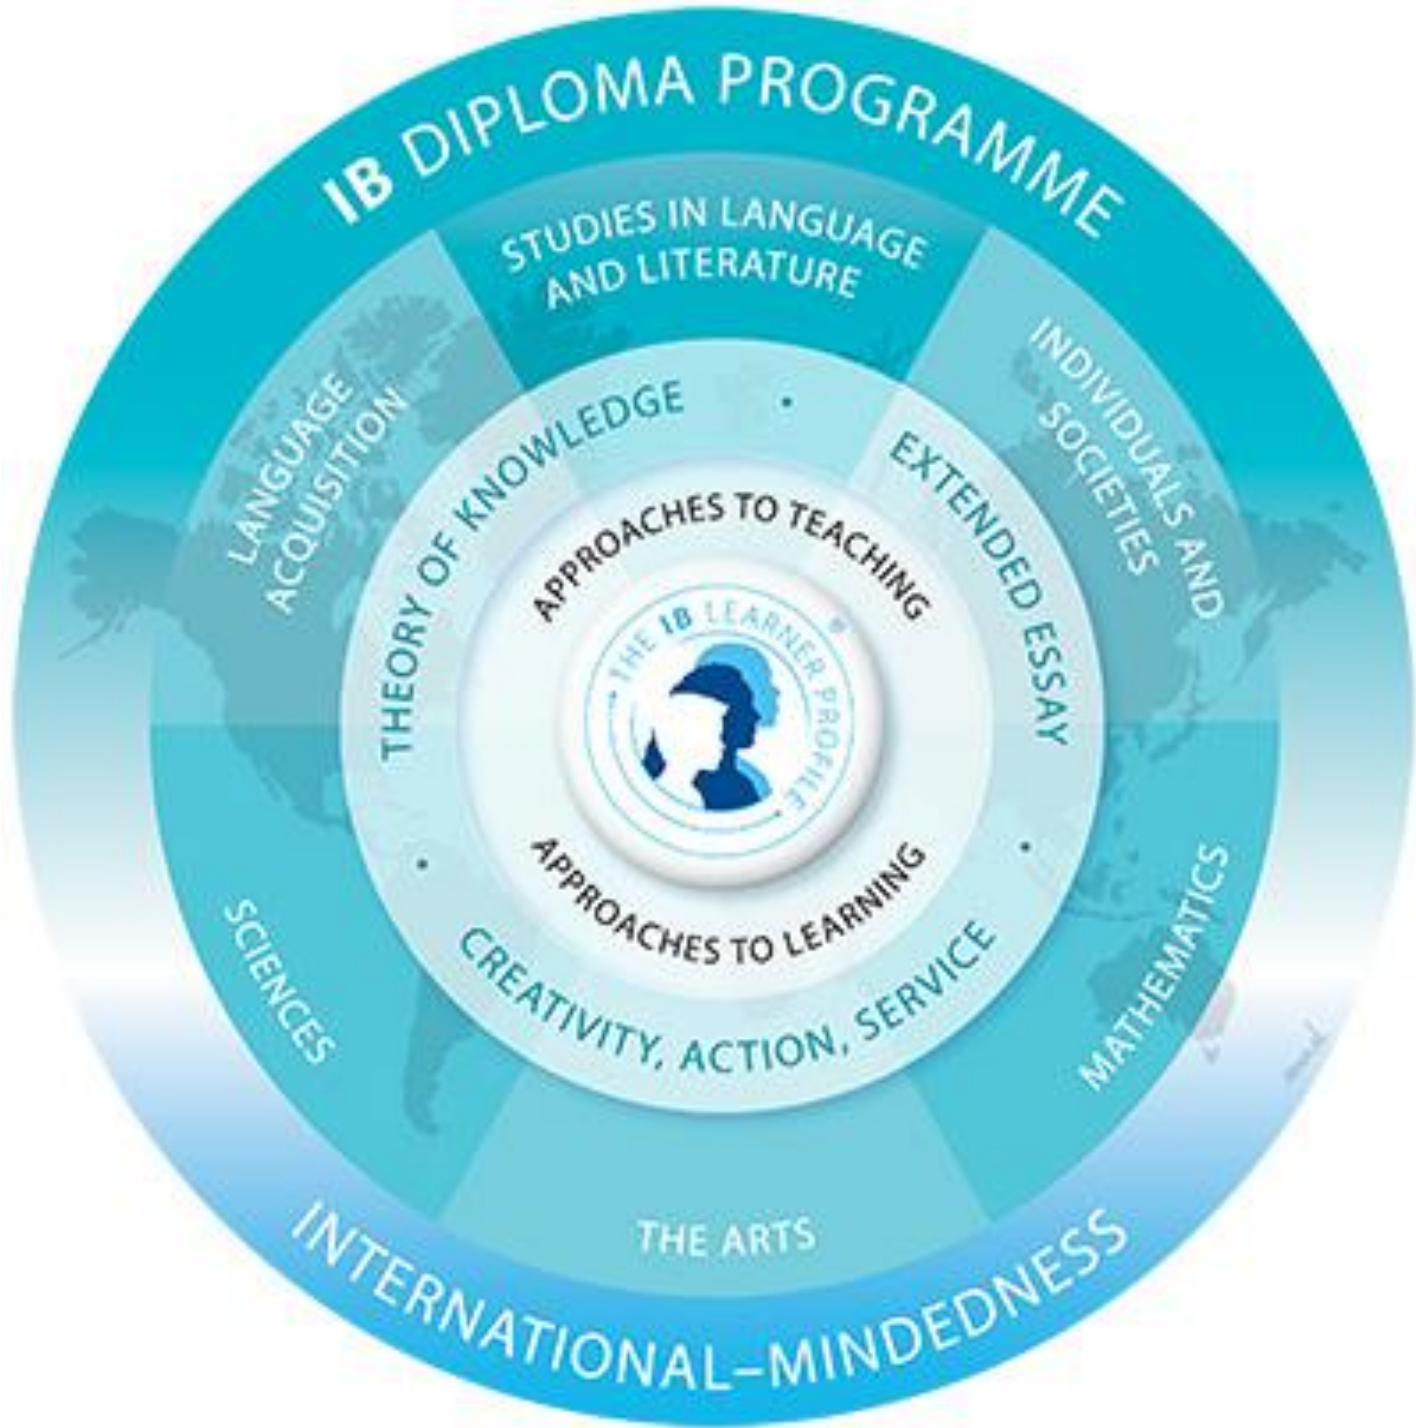 IB DIPLOMA PROGRAMME
STUDIES IN LANGUAGE
AND LITERATURE
LANGUAGE
ACQUISITION
INDIVIDUALS AND
SOCIETIES
THEORY OF KNOWLEDGE
EXTENDED ESSAY
APPROACHES TO TEACHING
THE IB LEARNER PROFILE
APPROACHES TO LEARNING
CREATIVITY, ACTION, SERVICE
SCIENCES
MATHEMATICS
THE ARTS
INTERNATIONAL–MINDEDNESS